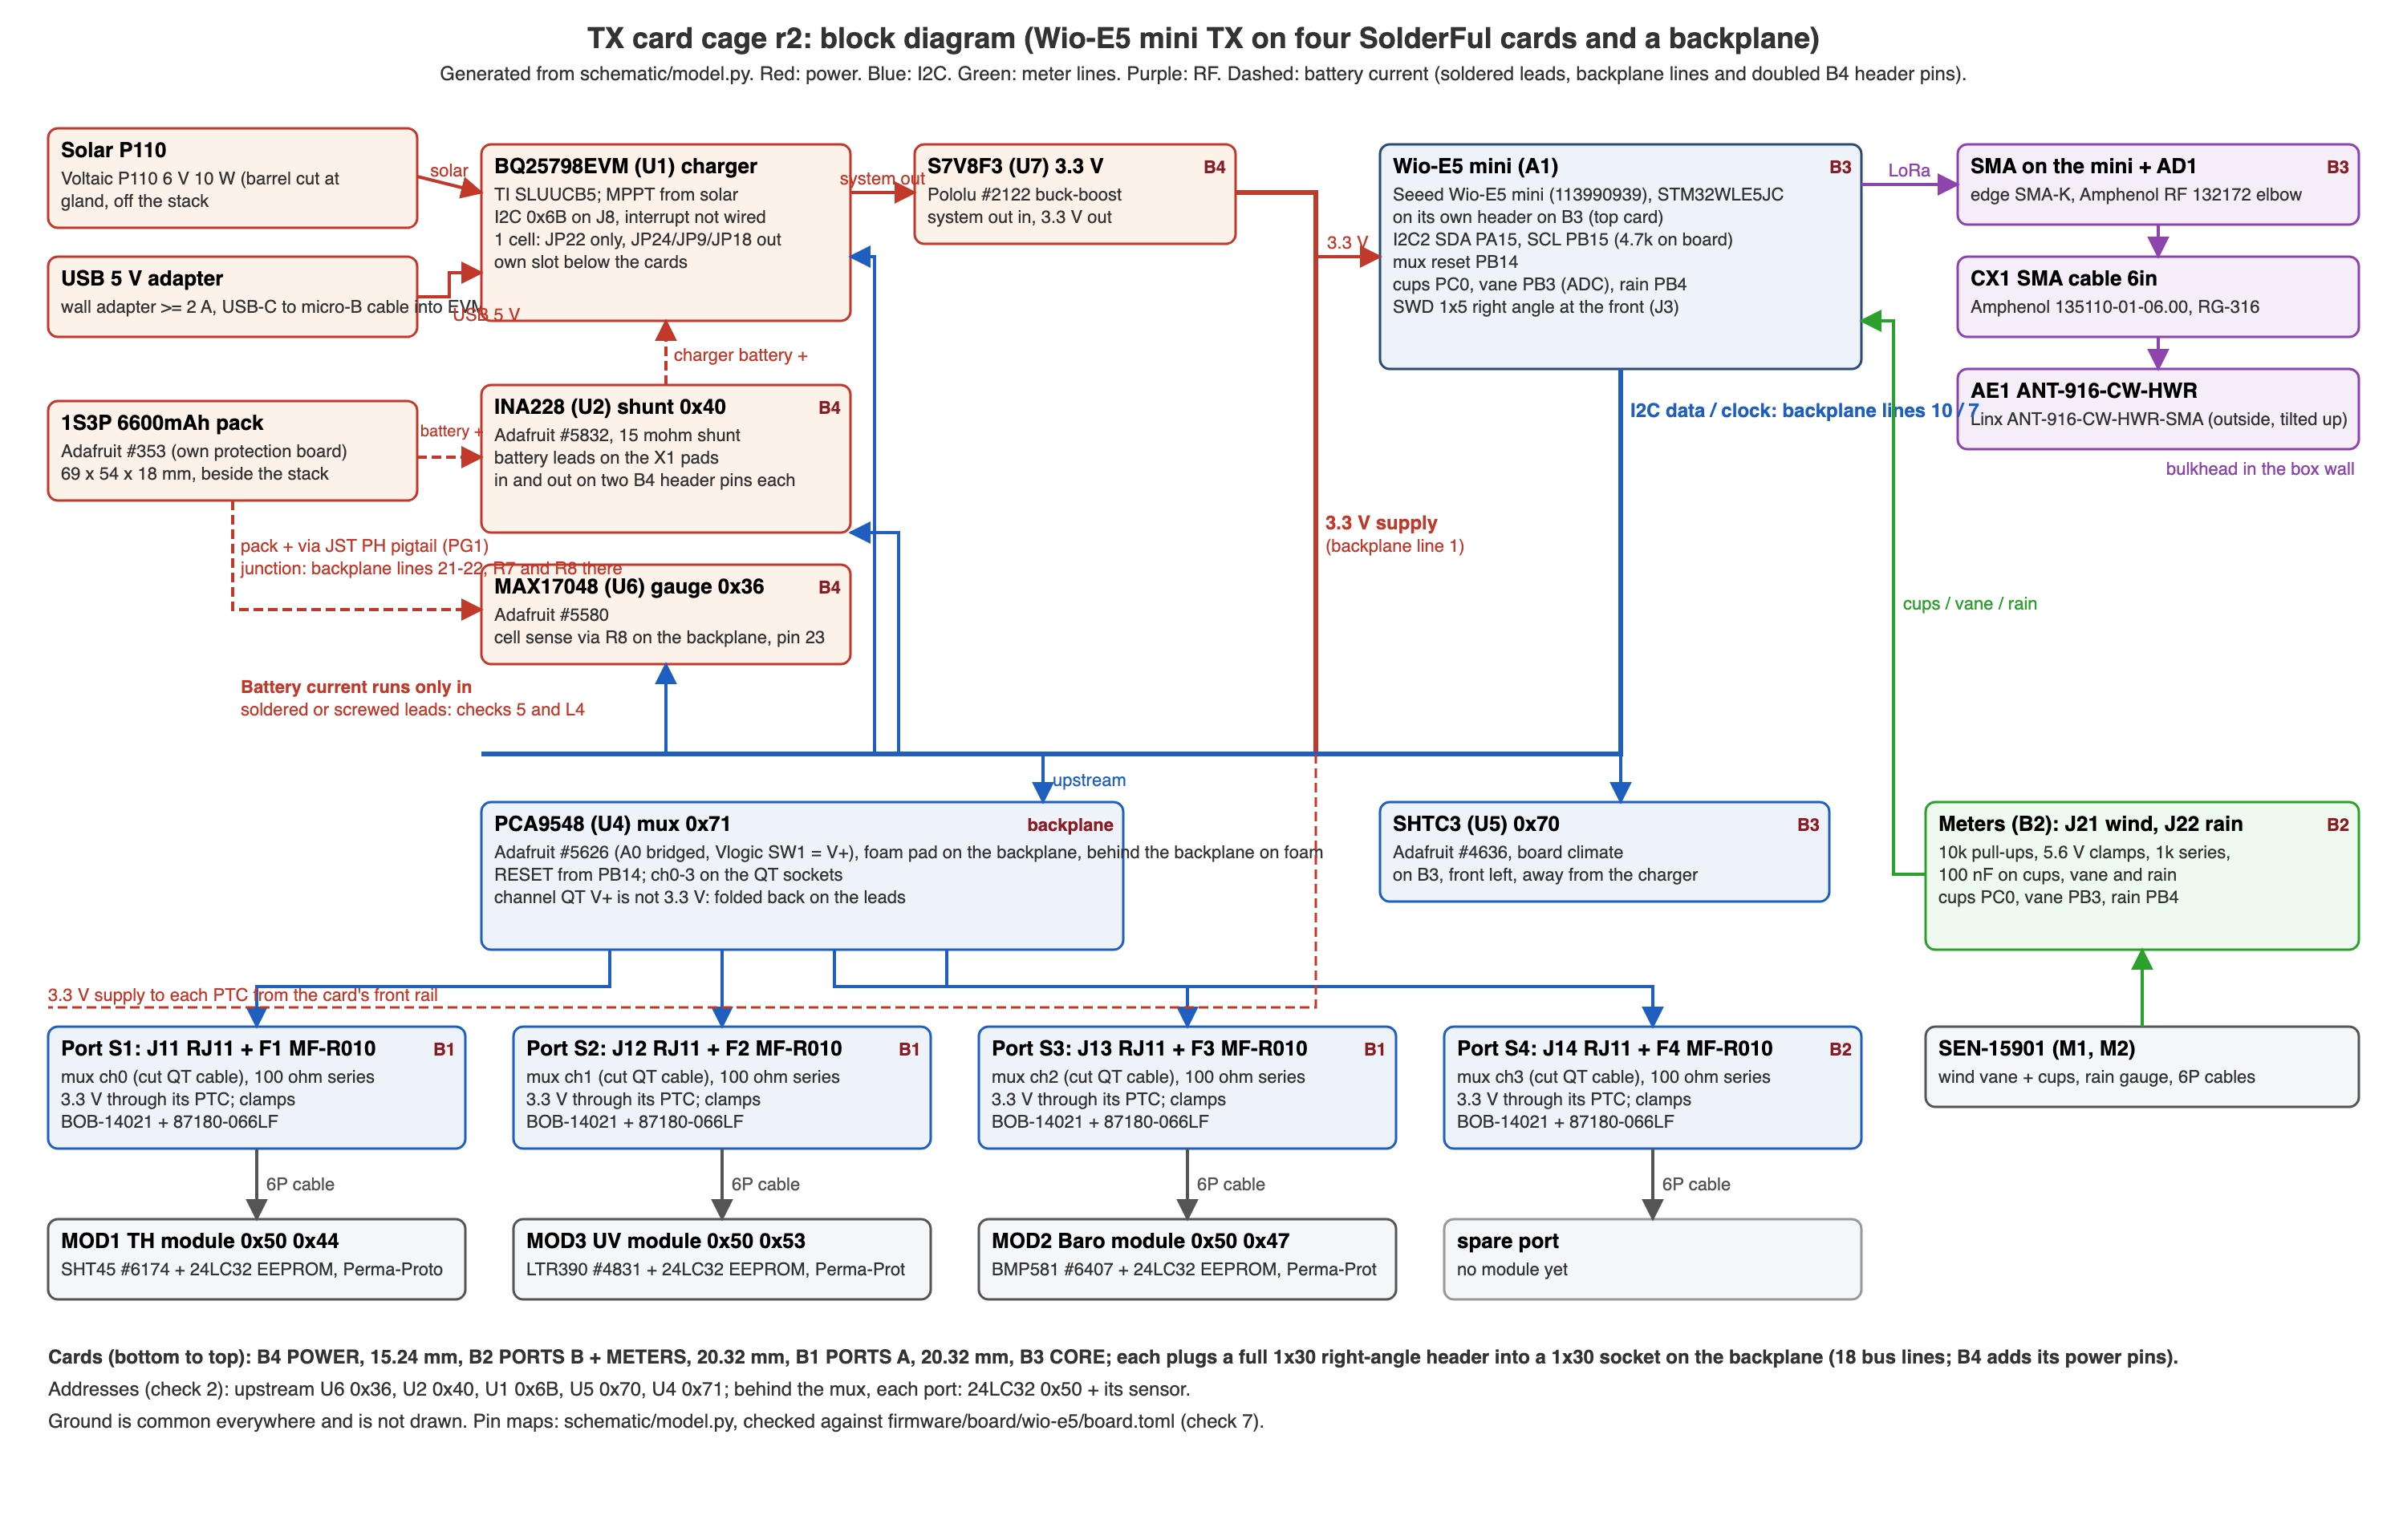 TX card cage r2: block diagram (Wio-E5 mini TX on four SolderFul cards and a backplane)
Generated from schematic/model.py. Red: power. Blue: I2C. Green: meter lines. Purple: RF. Dashed: battery current (soldered leads, backplane lines and doubled B4 header pins).
Solar P110
Voltaic P110 6 V 10 W (barrel cut at
gland, off the stack
solar
USB 5 V adapter
wall adapter >= 2 A, USB-C to micro-B cable into EVM
USB 5 V
BQ25798EVM (U1) charger
TI SLUUCB5; MPPT from solar
I2C 0x6B on J8, interrupt not wired
1 cell: JP22 only, JP24/JP9/JP18 out
own slot below the cards
system out
S7V8F3 (U7) 3.3 V
B4
Pololu #2122 buck-boost
system out in, 3.3 V out
3.3 V
Wio-E5 mini (A1)
B3
Seeed Wio-E5 mini (113990939), STM32WLE5JC
on its own header on B3 (top card)
I2C2 SDA PA15, SCL PB15 (4.7k on board)
mux reset PB14
cups PC0, vane PB3 (ADC), rain PB4
SWD 1x5 right angle at the front (J3)
LoRa
SMA on the mini + AD1
B3
edge SMA-K, Amphenol RF 132172 elbow
CX1 SMA cable 6in
Amphenol 135110-01-06.00, RG-316
AE1 ANT-916-CW-HWR
Linx ANT-916-CW-HWR-SMA (outside, tilted up)
bulkhead in the box wall
charger battery +
1S3P 6600mAh pack
Adafruit #353 (own protection board)
69 x 54 x 18 mm, beside the stack
battery +
INA228 (U2) shunt 0x40
B4
Adafruit #5832, 15 mohm shunt
battery leads on the X1 pads
in and out on two B4 header pins each
I2C data / clock: backplane lines 10 / 7
3.3 V supply
(backplane line 1)
pack + via JST PH pigtail (PG1)
junction: backplane lines 21-22, R7 and R8 there
MAX17048 (U6) gauge 0x36
B4
Adafruit #5580
cell sense via R8 on the backplane, pin 23
cups / vane / rain
Battery current runs only in
soldered or screwed leads: checks 5 and L4
upstream
PCA9548 (U4) mux 0x71
backplane
Adafruit #5626 (A0 bridged, Vlogic SW1 = V+), foam pad on the backplane, behind the backplane on foam
RESET from PB14; ch0-3 on the QT sockets
channel QT V+ is not 3.3 V: folded back on the leads
SHTC3 (U5) 0x70
B3
Adafruit #4636, board climate
on B3, front left, away from the charger
Meters (B2): J21 wind, J22 rain
B2
10k pull-ups, 5.6 V clamps, 1k series,
100 nF on cups, vane and rain
cups PC0, vane PB3, rain PB4
3.3 V supply to each PTC from the card's front rail
Port S1: J11 RJ11 + F1 MF-R010
B1
mux ch0 (cut QT cable), 100 ohm series
3.3 V through its PTC; clamps
BOB-14021 + 87180-066LF
Port S2: J12 RJ11 + F2 MF-R010
B1
mux ch1 (cut QT cable), 100 ohm series
3.3 V through its PTC; clamps
BOB-14021 + 87180-066LF
Port S3: J13 RJ11 + F3 MF-R010
B1
mux ch2 (cut QT cable), 100 ohm series
3.3 V through its PTC; clamps
BOB-14021 + 87180-066LF
Port S4: J14 RJ11 + F4 MF-R010
B2
mux ch3 (cut QT cable), 100 ohm series
3.3 V through its PTC; clamps
BOB-14021 + 87180-066LF
SEN-15901 (M1, M2)
wind vane + cups, rain gauge, 6P cables
6P cable
6P cable
6P cable
6P cable
MOD1 TH module 0x50 0x44
SHT45 #6174 + 24LC32 EEPROM, Perma-Proto
MOD3 UV module 0x50 0x53
LTR390 #4831 + 24LC32 EEPROM, Perma-Prot
MOD2 Baro module 0x50 0x47
BMP581 #6407 + 24LC32 EEPROM, Perma-Prot
spare port
no module yet
Cards (bottom to top): B4 POWER, 15.24 mm, B2 PORTS B + METERS, 20.32 mm, B1 PORTS A, 20.32 mm, B3 CORE; each plugs a full 1x30 right-angle header into a 1x30 socket on the backplane (18 bus lines; B4 adds its power pins).
Addresses (check 2): upstream U6 0x36, U2 0x40, U1 0x6B, U5 0x70, U4 0x71; behind the mux, each port: 24LC32 0x50 + its sensor.
Ground is common everywhere and is not drawn. Pin maps: schematic/model.py, checked against firmware/board/wio-e5/board.toml (check 7).